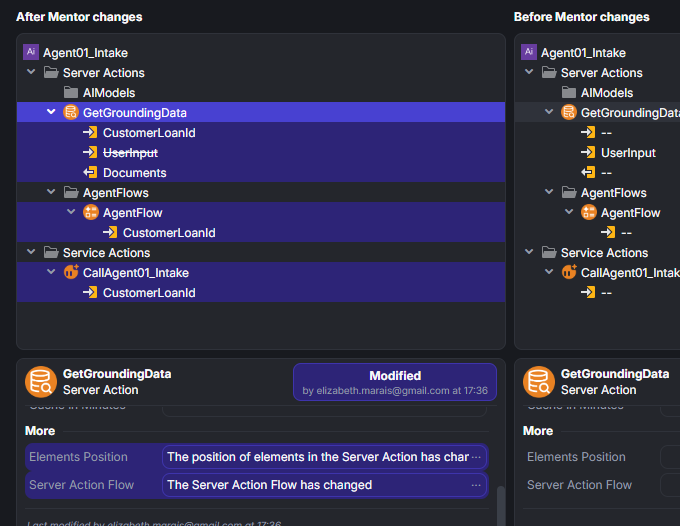 After Mentor changes
Before Mentor changes
Ai Agent01_Intake
Server Actions
AIModels
GetGroundingData
CustomerLoanId
UserInput
Documents
AgentFlows
AgentFlow
CustomerLoanId
Service Actions
CallAgent01_Intake
CustomerLoanId
Ai Agent01_Intake
Server Actions
AIModels
GetGroundingData
--
UserInput
--
AgentFlows
AgentFlow
--
Service Actions
CallAgent01_Intak
--
GetGroundingData
Server Action
Modified
by elizabeth.marais@gmail.com at 17:36
Cache in Minutes
More
Elements Position
The position of elements in the Server Action has char ...
Server Action Flow
The Server Action Flow has changed ...
Last modified by elizabeth.marais@gmail.com at 17:36
GetGroundingData
Server Action
Cache in Minutes
More
Elements Position
Server Action Flow